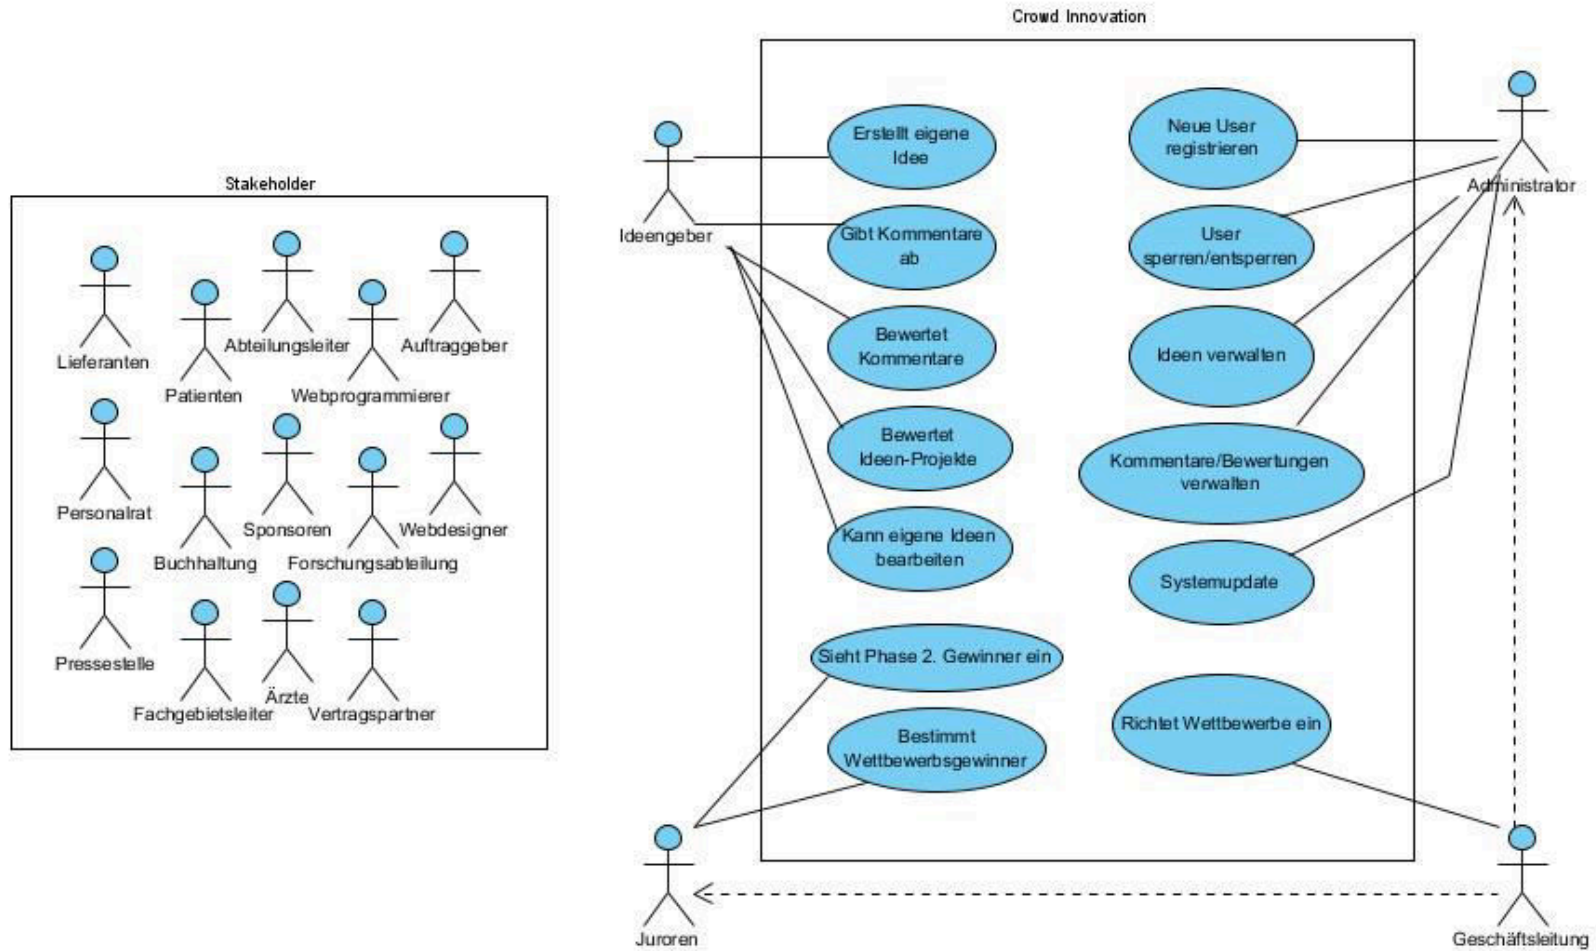 Stakeholder
Lieferanten
Patienten
Abteilungsleiter
Webprogrammierer
Auftraggeber
Personalrat
Buchhaltung
Sponsoren
Forschungsabteilung
Webdesigner
Pressestelle
Fachgebietsleiter
Ärzte
Vertragspartner
Crowd Innovation
Ideengeber
Erstellt eigene
Idee
Gibt Kommentare
ab
Bewertet
Kommentare
Bewertet
Ideen-Projekte
Kann eigene Ideen
bearbeiten
Sieht Phase 2. Gewinner ein
Bestimmt
Wettbewerbsgewinner
Juroren
Neue User
registrieren
User
sperren/entsperren
Ideen verwalten
Kommentare/Bewertungen
verwalten
Systemupdate
Richtet Wettbewerbe ein
Administrator
Geschäftsleitung